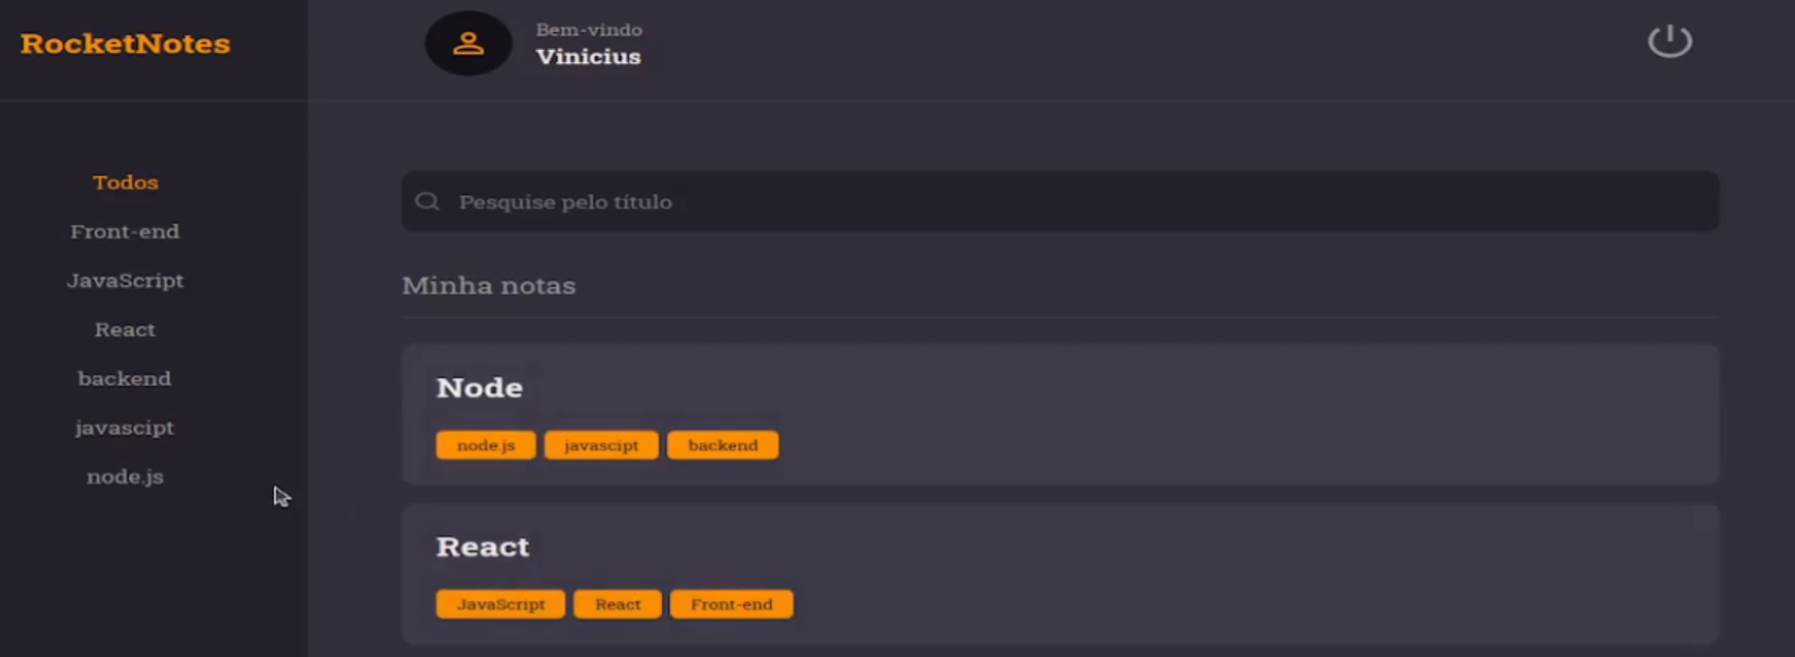 RocketNotes
Bem-vindo
Vinicius
Todos
Front-end
JavaScript
React
backend
javascipt
node.js
Pesquise pelo título
Minha notas
Node
node.js javascipt backend
React
JavaScript React Front-end